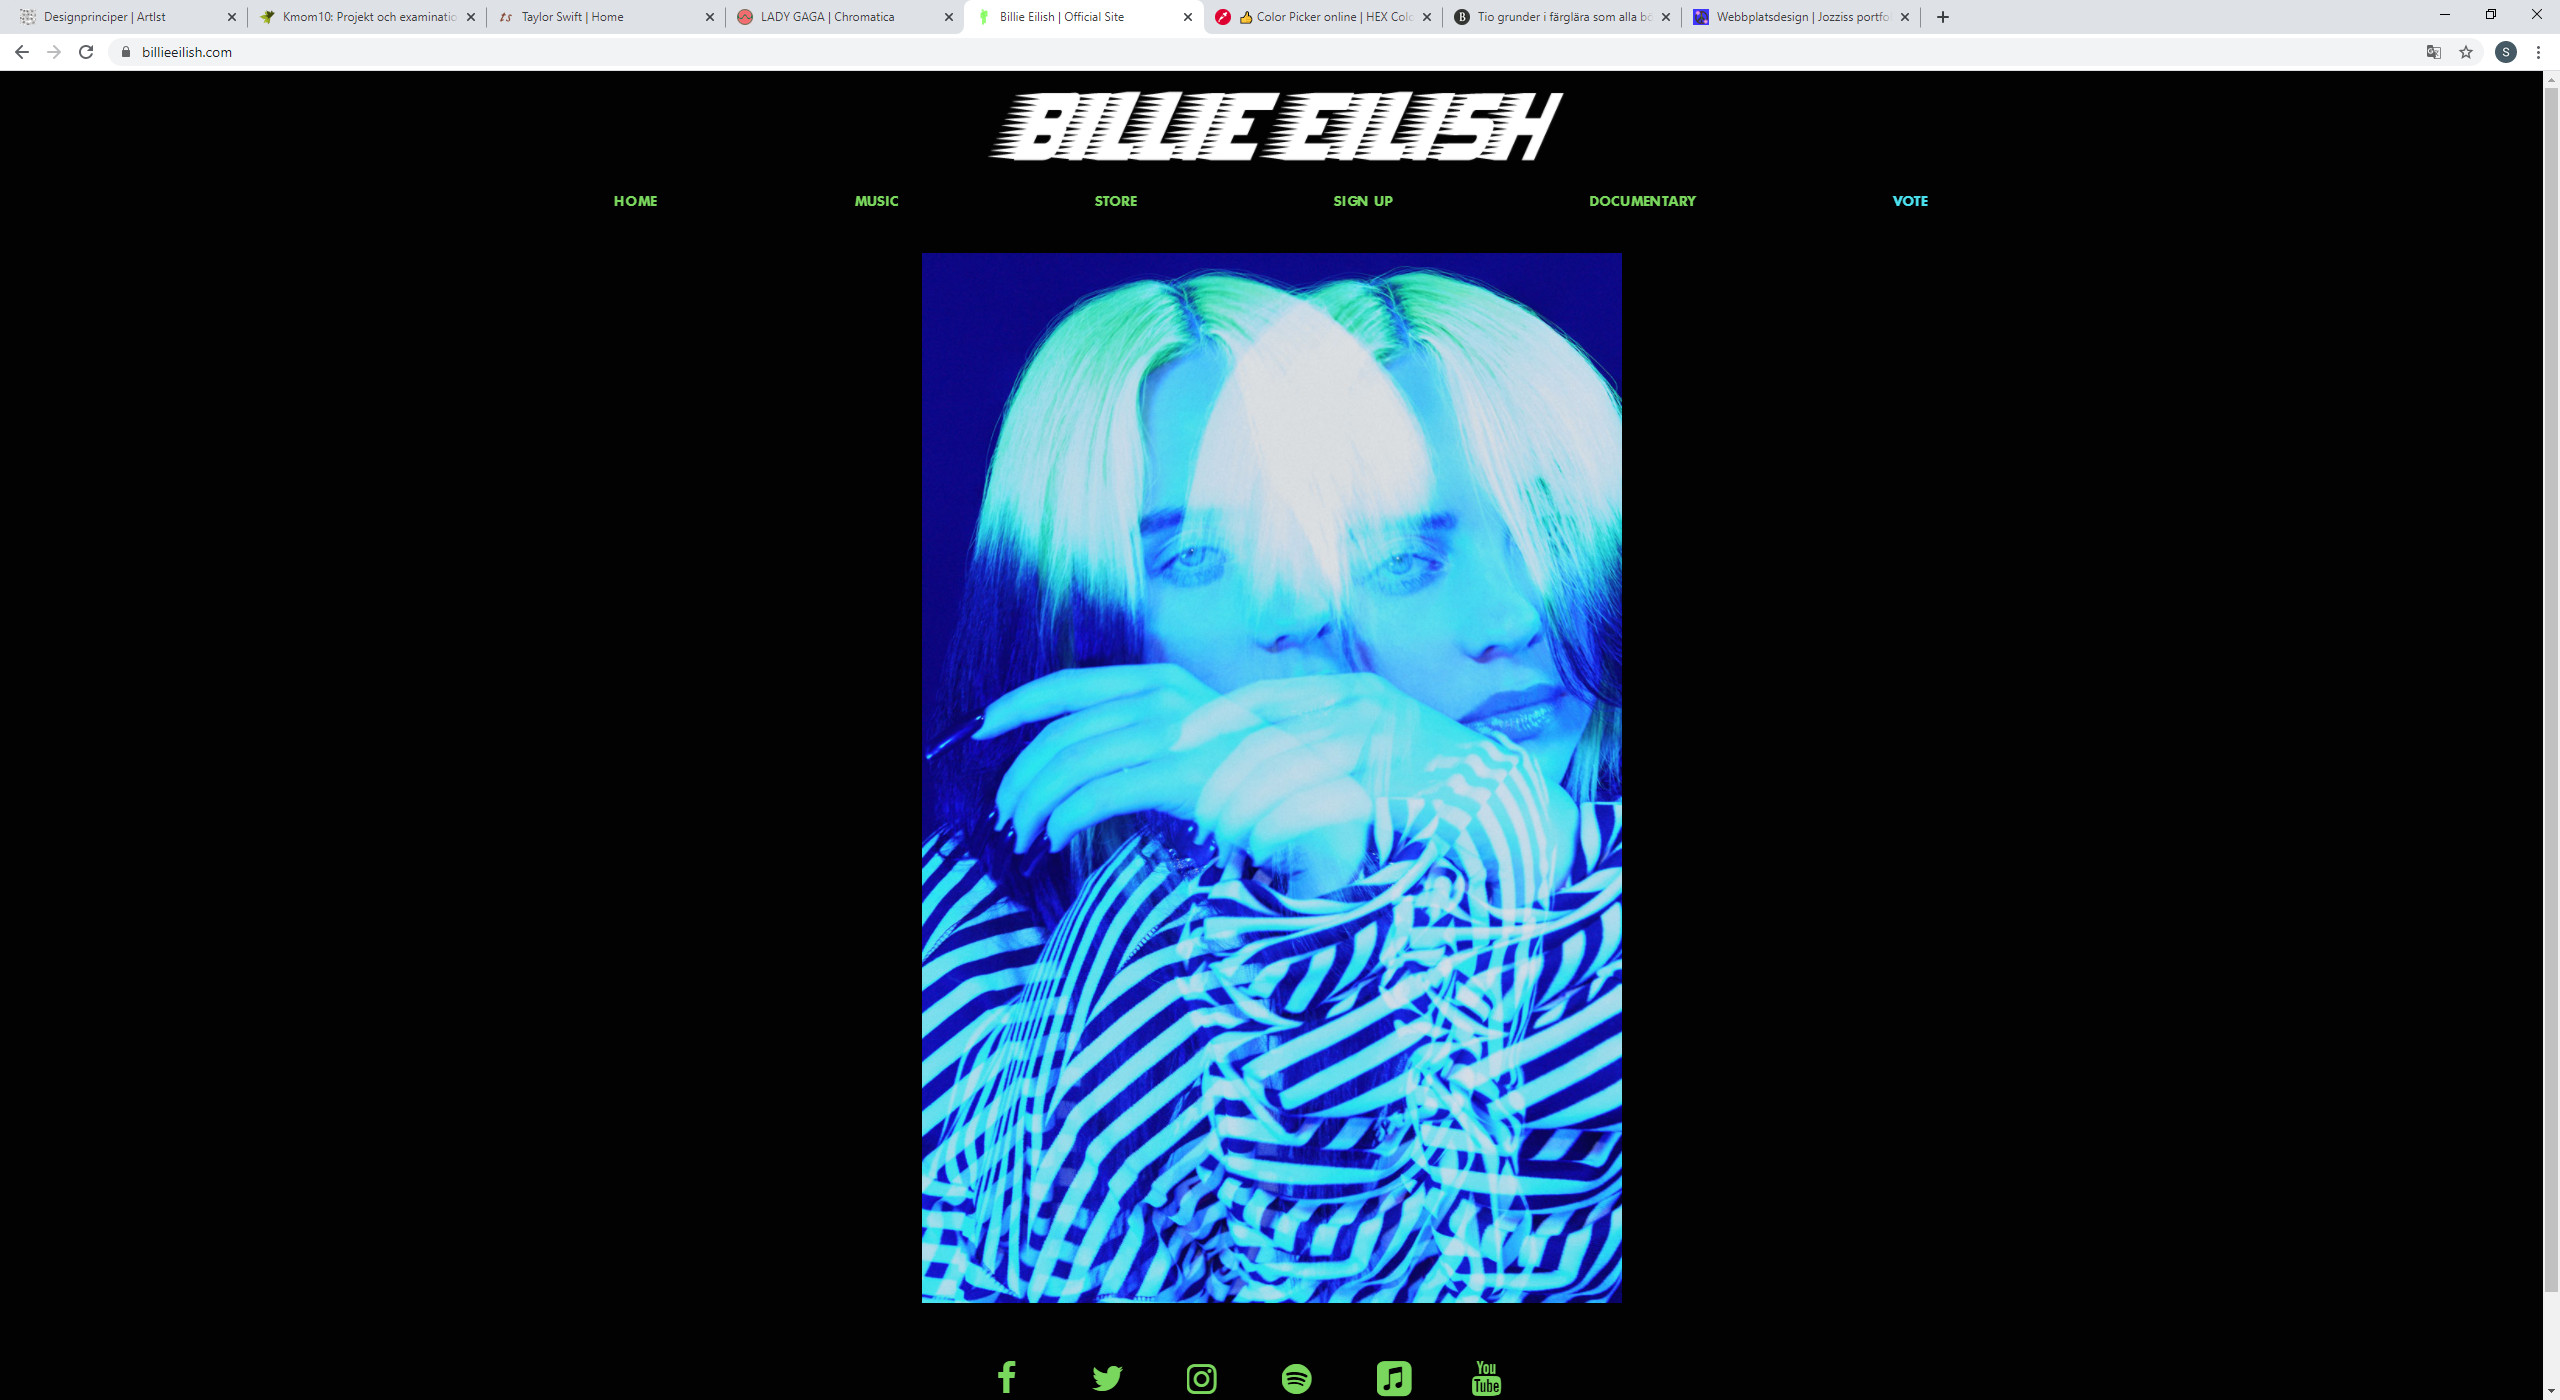 Designprinciper | ArtIst
Kmom10: Projekt och examinatio
Taylor Swift | Home
LADY GAGA | Chromatica
Billie Eilish | Official Site
Color Picker online | HEX Colo
Tio grunder i färglära som alla bö
Webbplatsdesign | Jozziss portfo
billieeilish.com
S
BILLIE EILISH
HOME
MUSIC
STORE
SIGN UP
DOCUMENTARY
VOTE
You
Tube